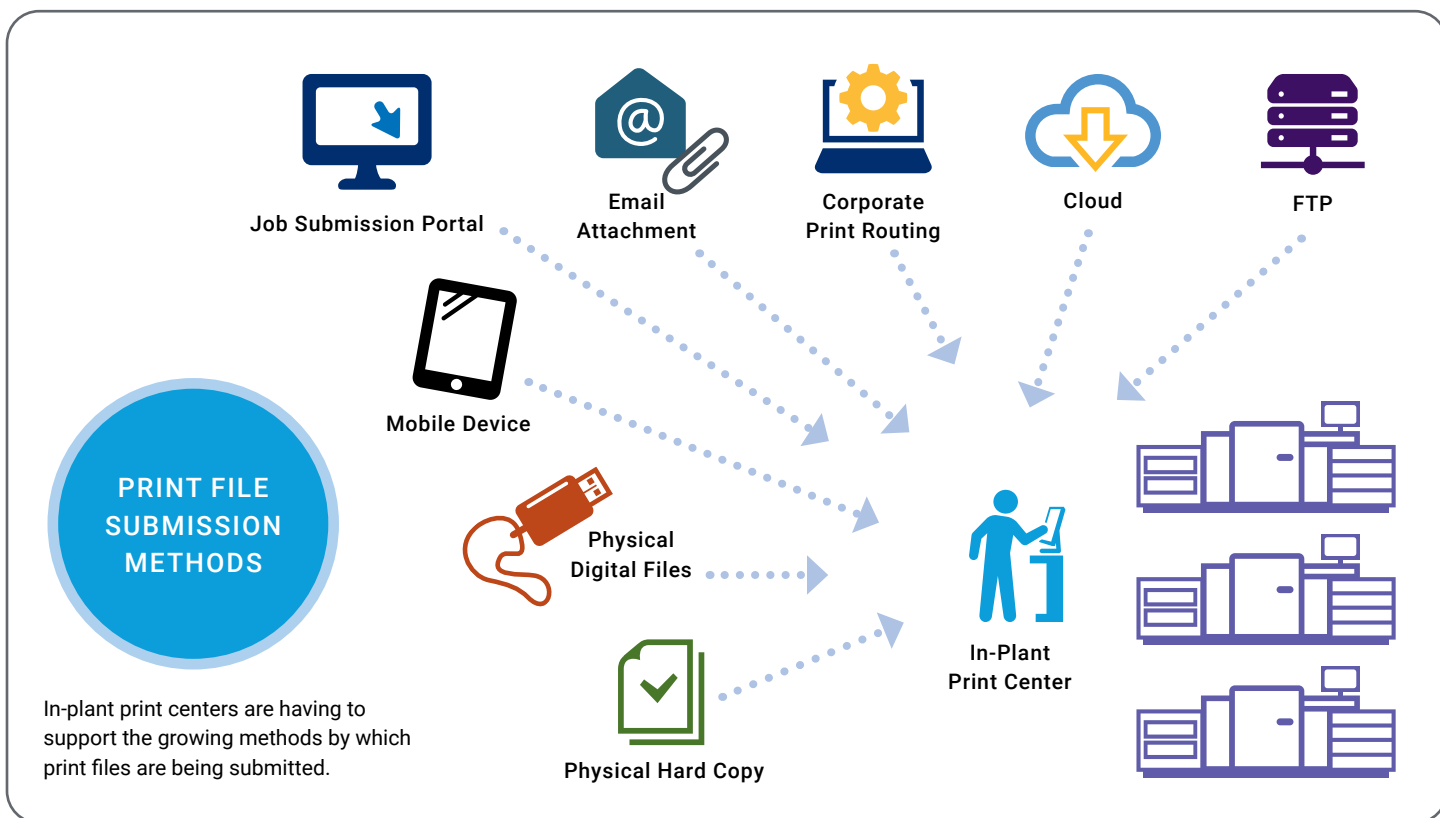 Job Submission Portal
@
Email
Attachment
Corporate
Print Routing
Cloud
FTP
Mobile Device
PRINT FILE
SUBMISSION
METHODS
Physical
Digital Files
In-Plant
Print Center
In-plant print centers are having to
support the growing methods by which
print files are being submitted.
Physical Hard Copy